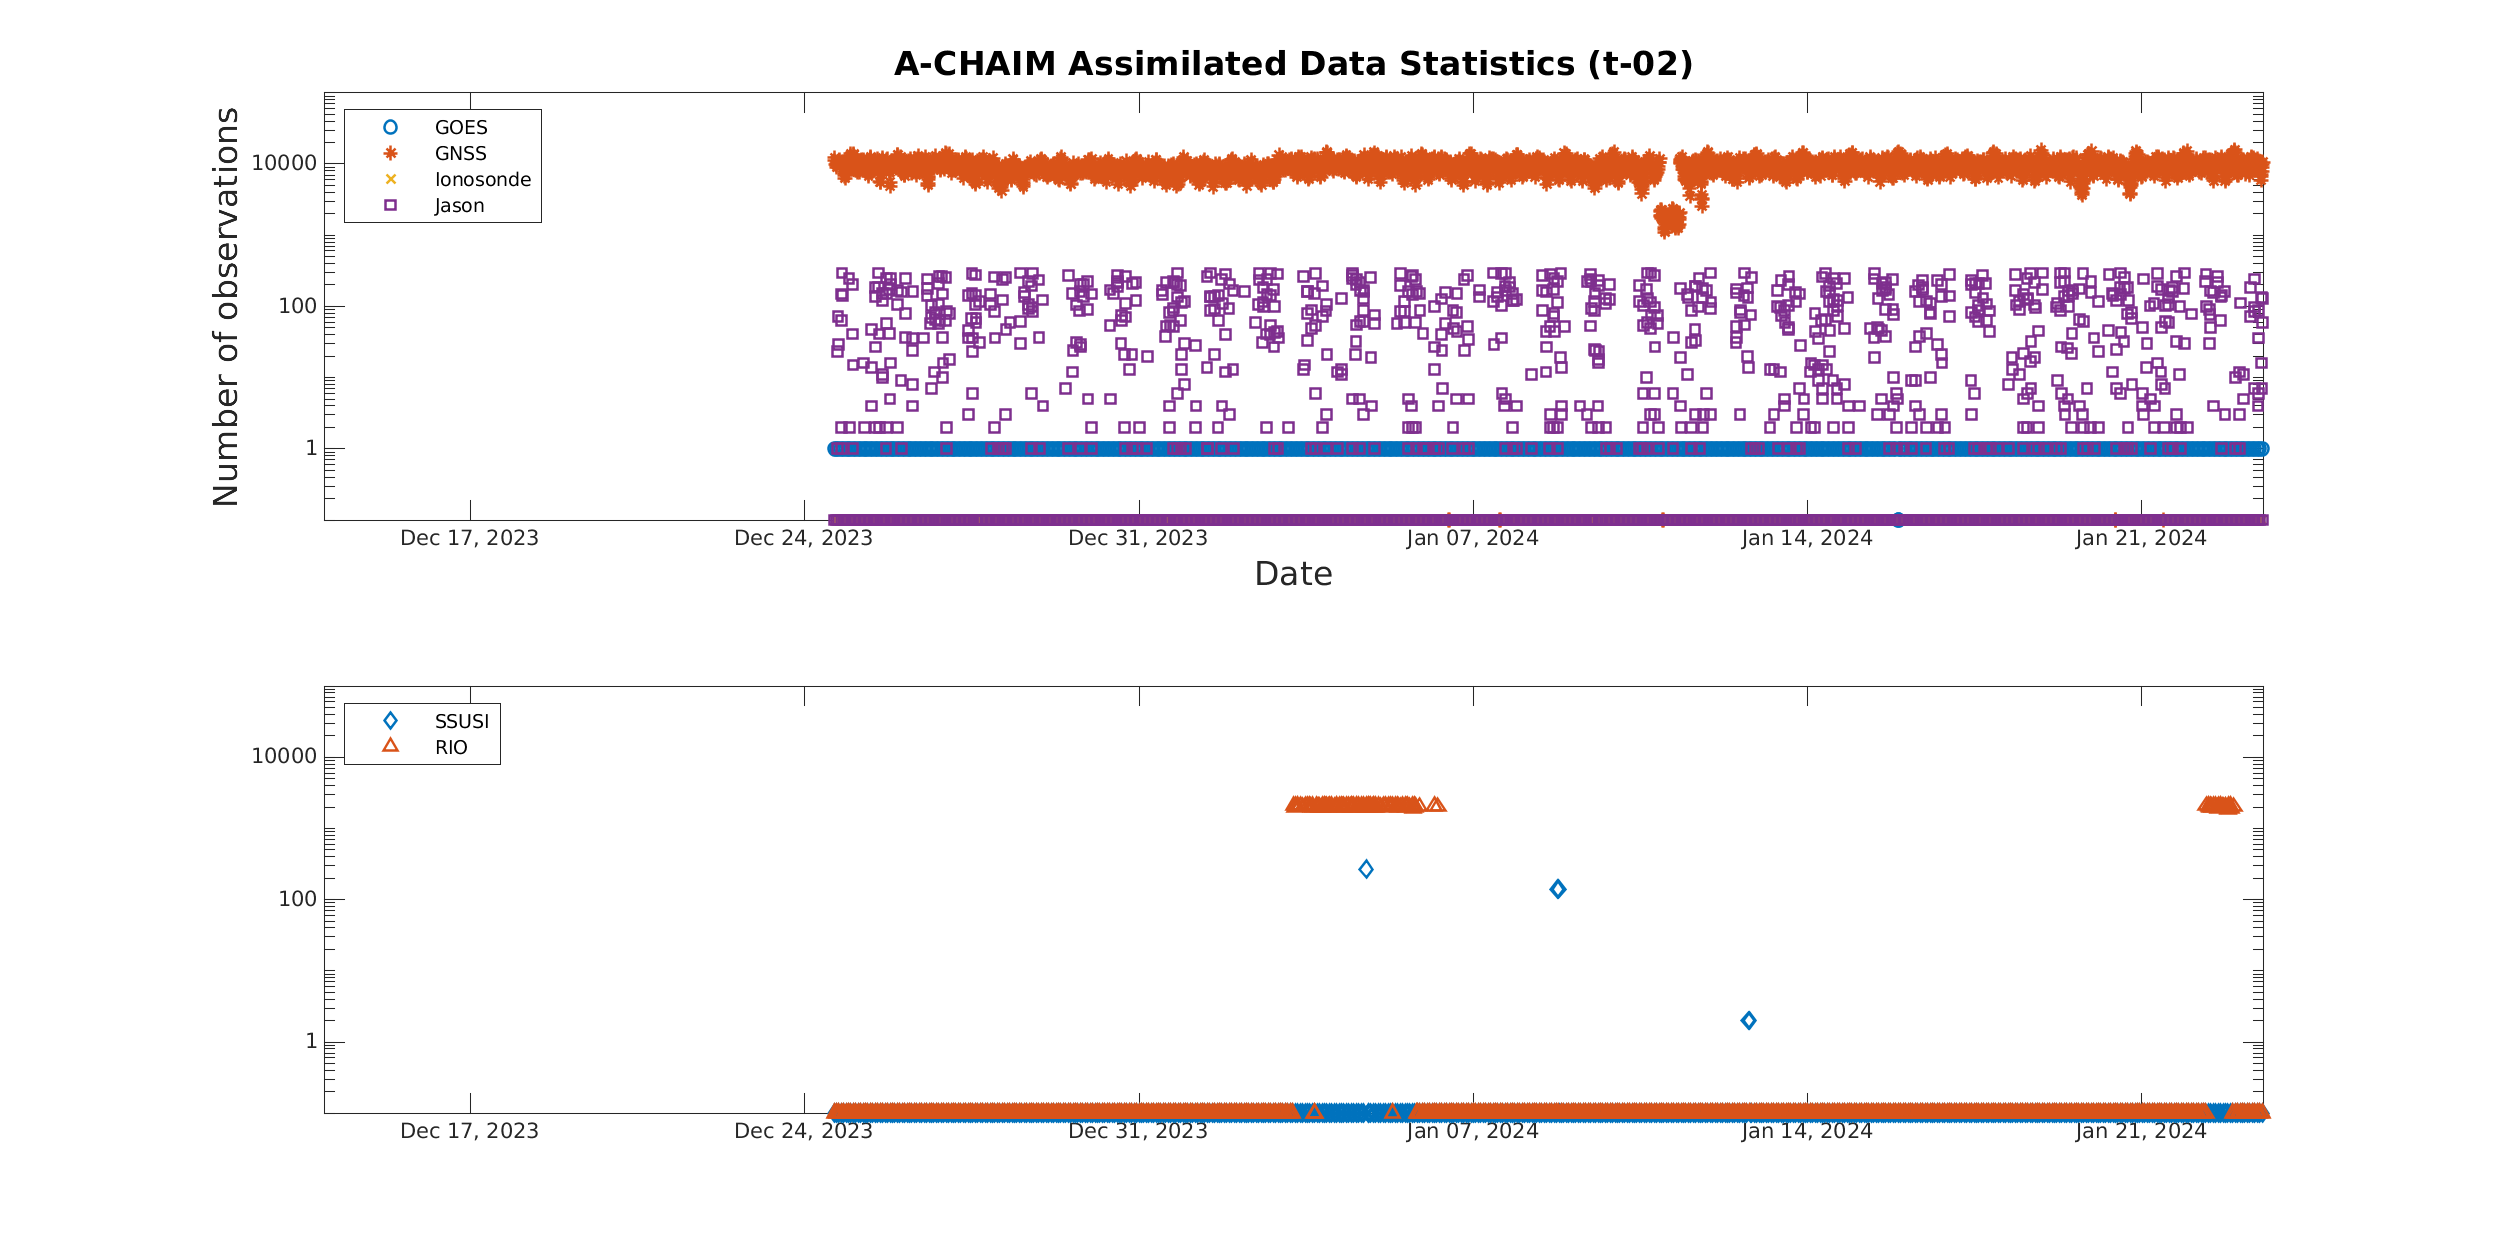 A-CHAIM Assimilated Data Statistics (t-02)
Number of observations
10000
100
1
GOES
GNSS
Ionosonde
Jason
Dec 17, 2023
Dec 24, 2023
Dec 31, 2023
Jan 07, 2024
Jan 14, 2024
Jan 21, 2024
Date
10000
100
1
SSUSI
RIO
Dec 17, 2023
Dec 24, 2023
Dec 31, 2023
Jan 07, 2024
Jan 14, 2024
Jan 21, 2024